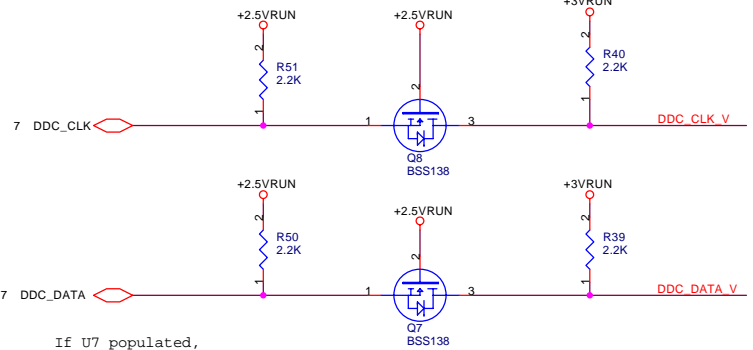 +2.5VRUN +2.5VRUN +3VRUN
2 2
R51 R40
2.2K 2.2K
2
1 1
7 DDC_CLK 1 3 DDC_CLK_V
Q8
BSS138
+2.5VRUN +3VRUN
+2.5VRUN
2 2
R50 R39
2.2K 2.2K
2
1 1
7 DDC_DATA 1 3 DDC_DATA_V
Q7
BSS138
If U7 populated,